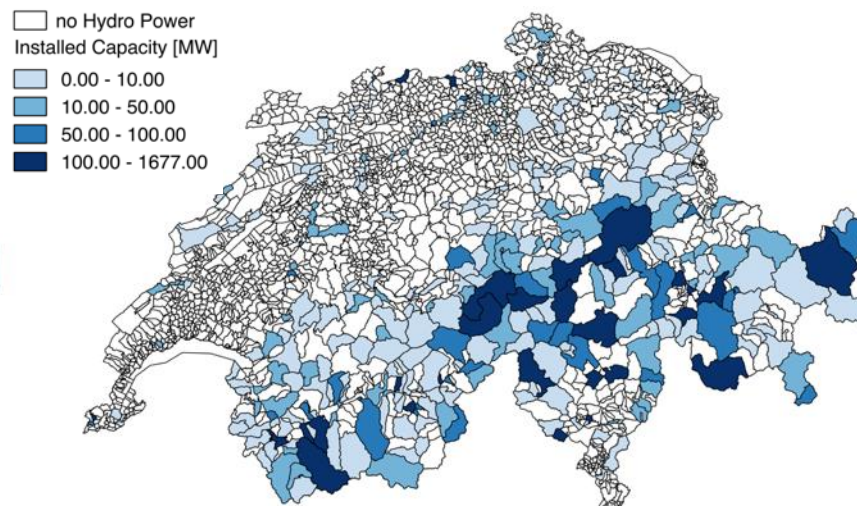 no Hydro Power
Installed Capacity [MW]
0.00 - 10.00
10.00 - 50.00
50.00 - 100.00
100.00 - 1677.00